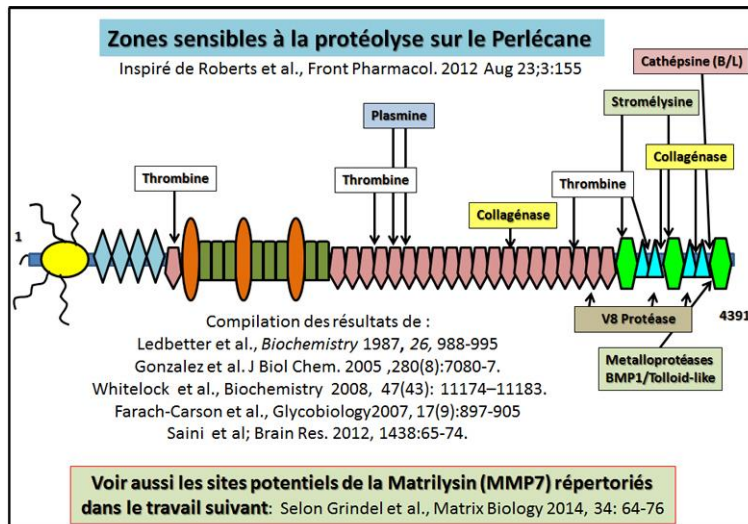 Zones sensibles à la protéolyse sur le Perlécane
Inspiré de Roberts et al., Front Pharmacol. 2012 Aug 23;3:155
Cathépsine (B/L)
Stromélysine
Plasmine
Collagénase
Thrombine
Thrombine
Thrombine
Collagénase
1
4391
V8 Protéase
Metalloprotéases
BMP1/Tolloid-like
Compilation des résultats de :
Ledbetter et al., Biochemistry 1987, 26, 988-995
Gonzalez et al. J Biol Chem. 2005 ,280(8):7080-7.
Whitelock et al., Biochemistry 2008, 47(43): 11174–11183.
Farach-Carson et al., Glycobiology2007, 17(9):897-905
Saini et al; Brain Res. 2012, 1438:65-74.
Voir aussi les sites potentiels de la Matrilysin (MMP7) répertoriés
dans le travail suivant: Selon Grindel et al., Matrix Biology 2014, 34: 64-76